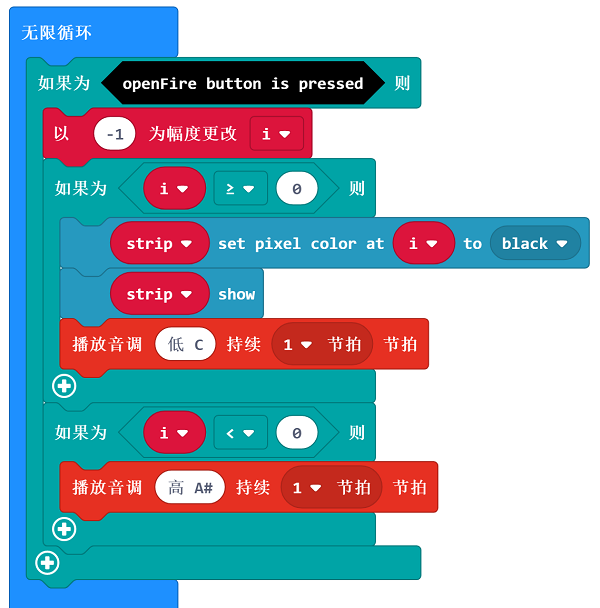 无限循环
如果为 openFire button is pressed 则
以 -1 为幅度更改 i
如果为 i ≥ 0 则
strip set pixel color at i to black
strip show
播放音调 低 C 持续 1 节拍 节拍
如果为 i < 0 则
播放音调 高 A# 持续 1 节拍 节拍